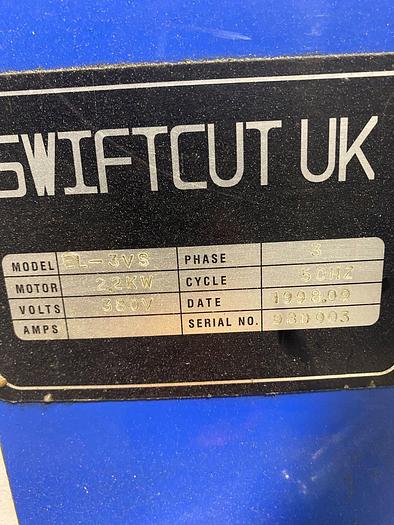 SWIFTCUT UK
MODEL EL-3VS PHASE 3
MOTOR 2,2KW CYCLE 50HZ
VOLTS 380V DATE 1998,09
AMPS SERIAL NO. 980903